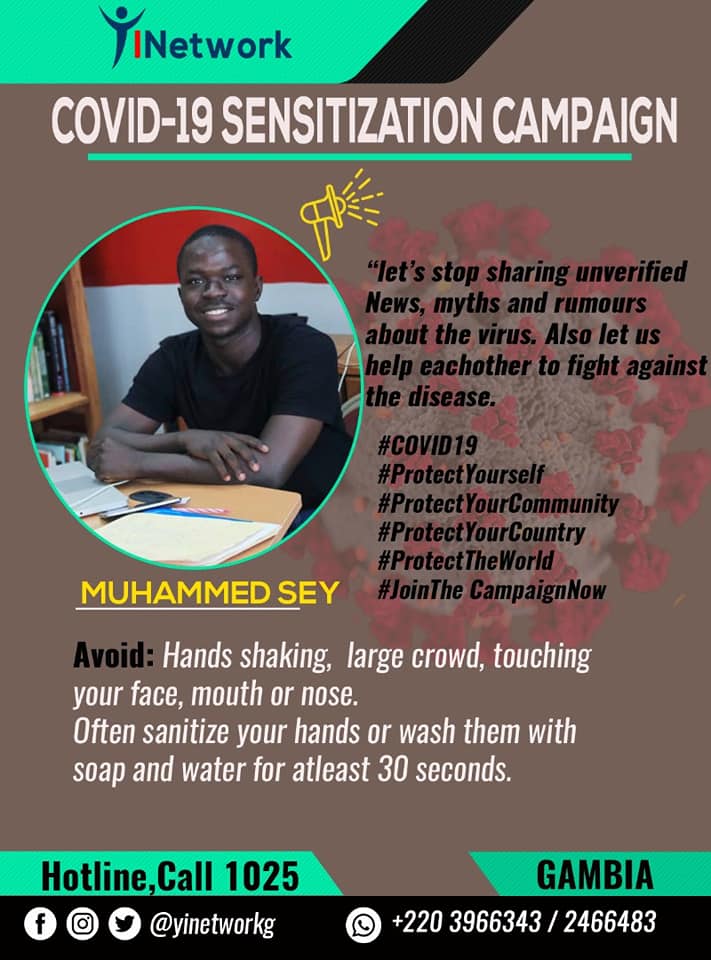 YINetwork
COVID-19 SENSITIZATION CAMPAIGN
“let’s stop sharing unverified
News, myths and rumours
about the virus. Also let us
help eachother to fight against
the disease.
#COVID19
#ProtectYourself
#ProtectYourCommunity
#ProtectYourCountry
#ProtectTheWorld
#JoinThe CampaignNow
MUHAMMED SEY
Avoid: Hands shaking, large crowd, touching
your face, mouth or nose.
Often sanitize your hands or wash them with
soap and water for atleast 30 seconds.
Hotline,Call 1025
GAMBIA
@yinetworkg
+220 3966343 / 2466483